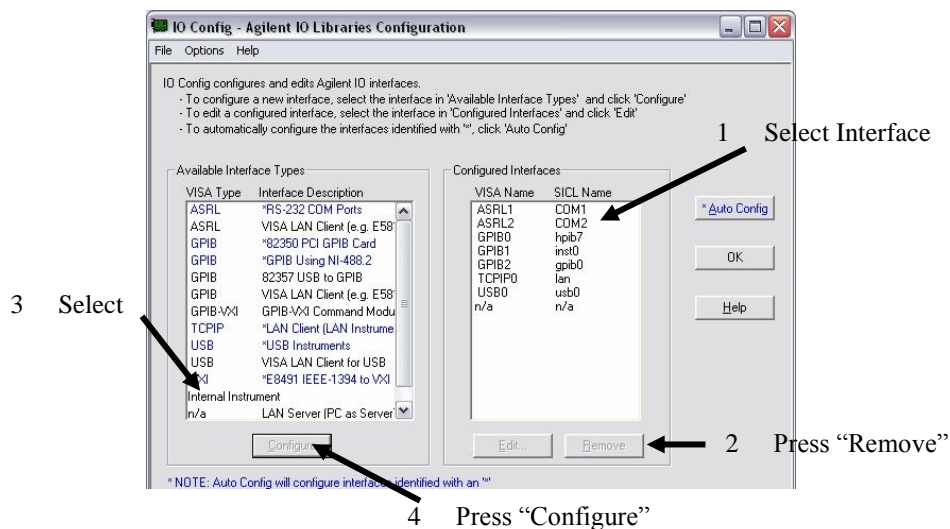 IO Config - Agilent IO Libraries Configuration
File Options Help
IO Config configures and edits Agilent IO interfaces.
- To configure a new interface, select the interface in 'Available Interface Types' and click 'Configure'
- To edit a configured interface, select the interface in 'Configured Interfaces' and click 'Edit'
- To automatically configure the interfaces identified with '*', click 'Auto Config'
1 Select Interface
Available Interface Types
VISA Type Interface Description
ASRL *RS-232 COM Ports
ASRL VISA LAN Client (e.g. E58
GPIB *82350 PCI GPIB Card
GPIB *GPIB Using NI-488.2
GPIB 82357 USB to GPIB
GPIB VISA LAN Client (e.g. E58
GPIB-VXI GPIB-VXI Command Modu
TCPIP *LAN Client (LAN Instrume
USB *USB Instruments
USB VISA LAN Client for USB
VXI *E8491 IEEE-1394 to VXI
Internal Instrument
n/a LAN Server (PC as Server
Configure
3 Select
Configured Interfaces
VISA Name SICL Name
ASRL1 COM1
ASRL2 COM2
GPIB0 hpib7
GPIB1 inst0
GPIB2 gpib0
TCPIP0 lan
USB0 usb0
n/a n/a
Edit... Remove
* Auto Config
OK
Help
2 Press “Remove”
* NOTE: Auto Config will configure interfaces identified with an '*'
4 Press “Configure”